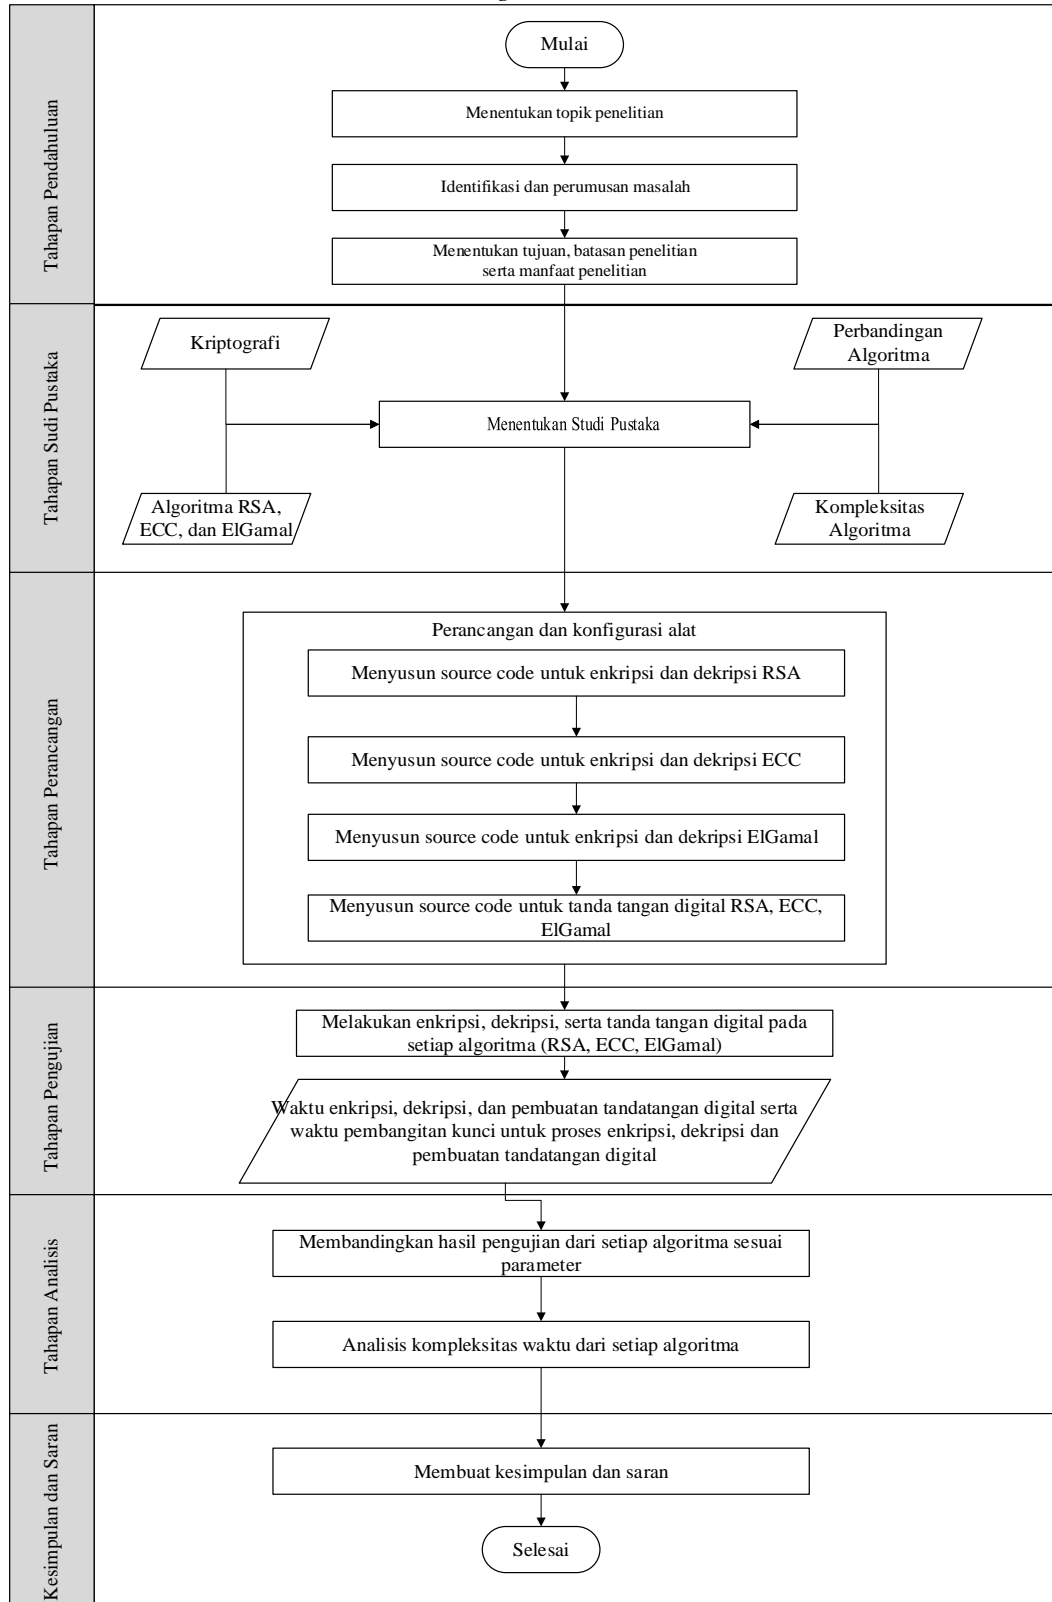 Tahapan Pendahuluan
Mulai
Menentukan topik penelitian
Identifikasi dan perumusan masalah
Menentukan tujuan, batasan penelitian
serta manfaat penelitian
Tahapan Sudi Pustaka
Kriptografi
Perbandingan
Algoritma
Menentukan Studi Pustaka
Algoritma RSA,
ECC, dan ElGamal
Kompleksitas
Algoritma
Tahapan Perancangan
Perancangan dan konfigurasi alat
Menyusun source code untuk enkripsi dan dekripsi RSA
Menyusun source code untuk enkripsi dan dekripsi ECC
Menyusun source code untuk enkripsi dan dekripsi ElGamal
Menyusun source code untuk tanda tangan digital RSA, ECC,
ElGamal
Tahapan Pengujian
Melakukan enkripsi, dekripsi, serta tanda tangan digital pada
setiap algoritma (RSA, ECC, ElGamal)
Waktu enkripsi, dekripsi, dan pembuatan tandatangan digital serta
waktu pembangitan kunci untuk proses enkripsi, dekripsi dan
pembuatan tandatangan digital
Tahapan Analisis
Membandingkan hasil pengujian dari setiap algoritma sesuai
parameter
Analisis kompleksitas waktu dari setiap algoritma
Kesimpulan dan Saran
Membuat kesimpulan dan saran
Selesai